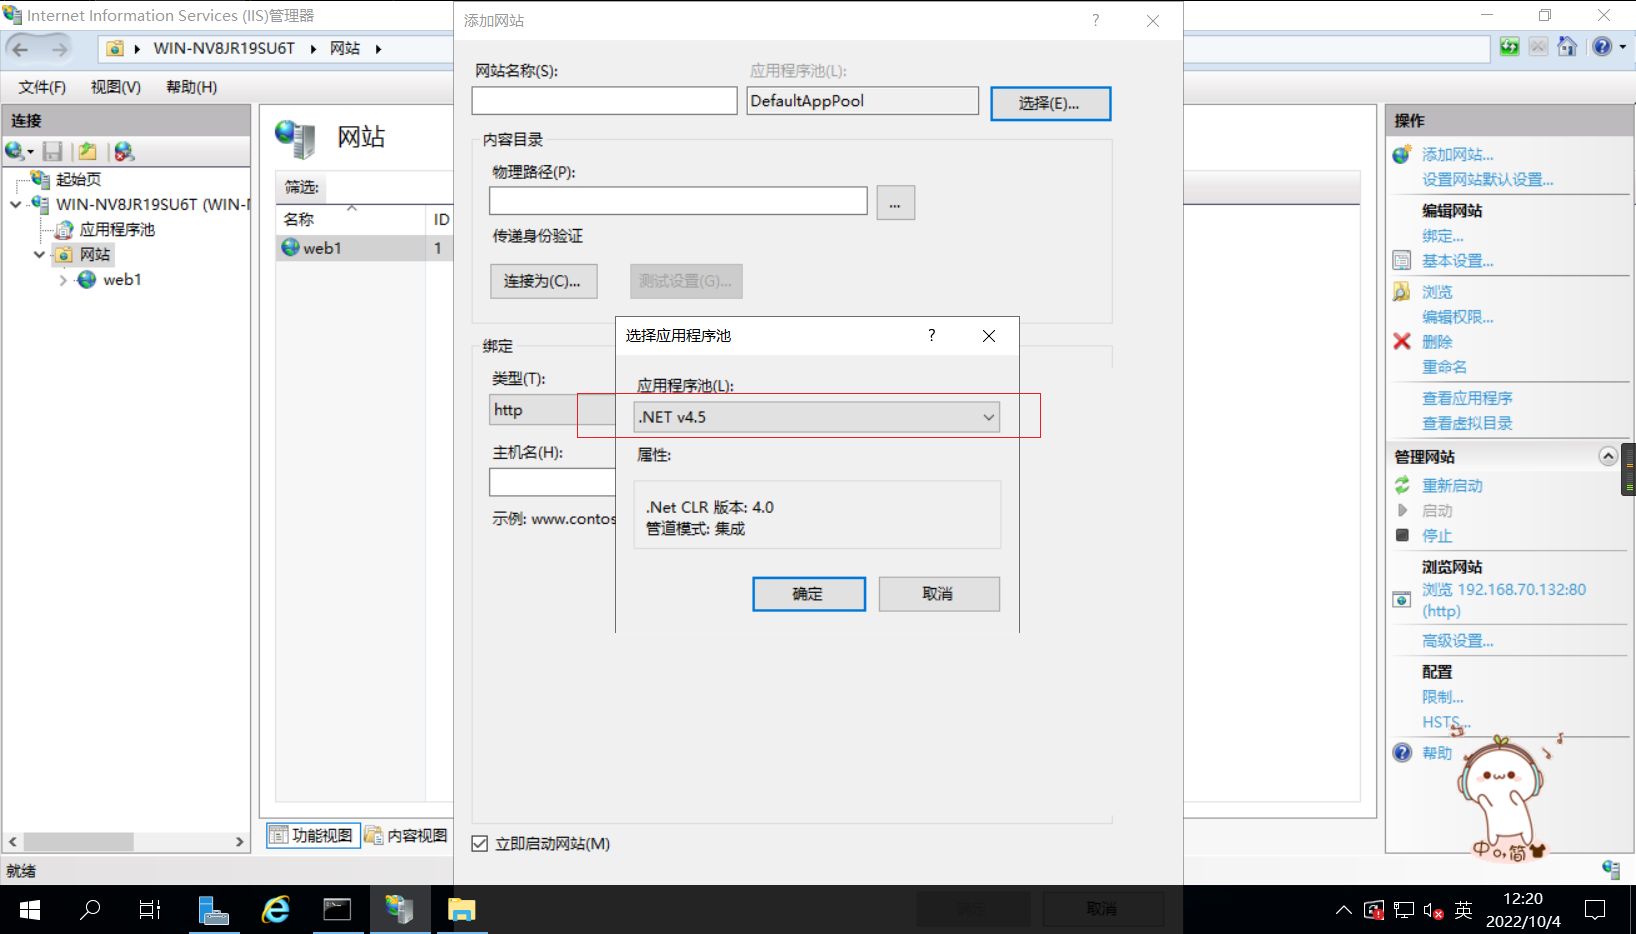 Internet Information Services (IIS)管理器
WIN-NV8JR19SU6T
网站
文件(F)
视图(V)
帮助(H)
连接
起始页
WIN-NV8JR19SU6T (WIN-N
应用程序池
网站
web1
就绪
网站
筛选:
名称
ID
web1
1
功能视图
内容视图
添加网站
?
网站名称(S):
应用程序池(L):
DefaultAppPool
选择(E)...
内容目录
物理路径(P):
...
传递身份验证
连接为(C)...
测试设置(G)...
绑定
类型(T):
http
主机名(H):
示例: www.contos
立即启动网站(M)
取消
选择应用程序池
?
应用程序池(L):
.NET v4.5
属性:
.Net CLR 版本: 4.0
管道模式: 集成
确定
取消
操作
添加网站...
设置网站默认设置...
编辑网站
绑定...
基本设置...
浏览
编辑权限...
删除
重命名
查看应用程序
查看虚拟目录
管理网站
重新启动
启动
停止
浏览网站
浏览 192.168.70.132:80
(http)
高级设置...
配置
限制...
HSTS...
帮助
中 简
英
12:20
2022/10/4